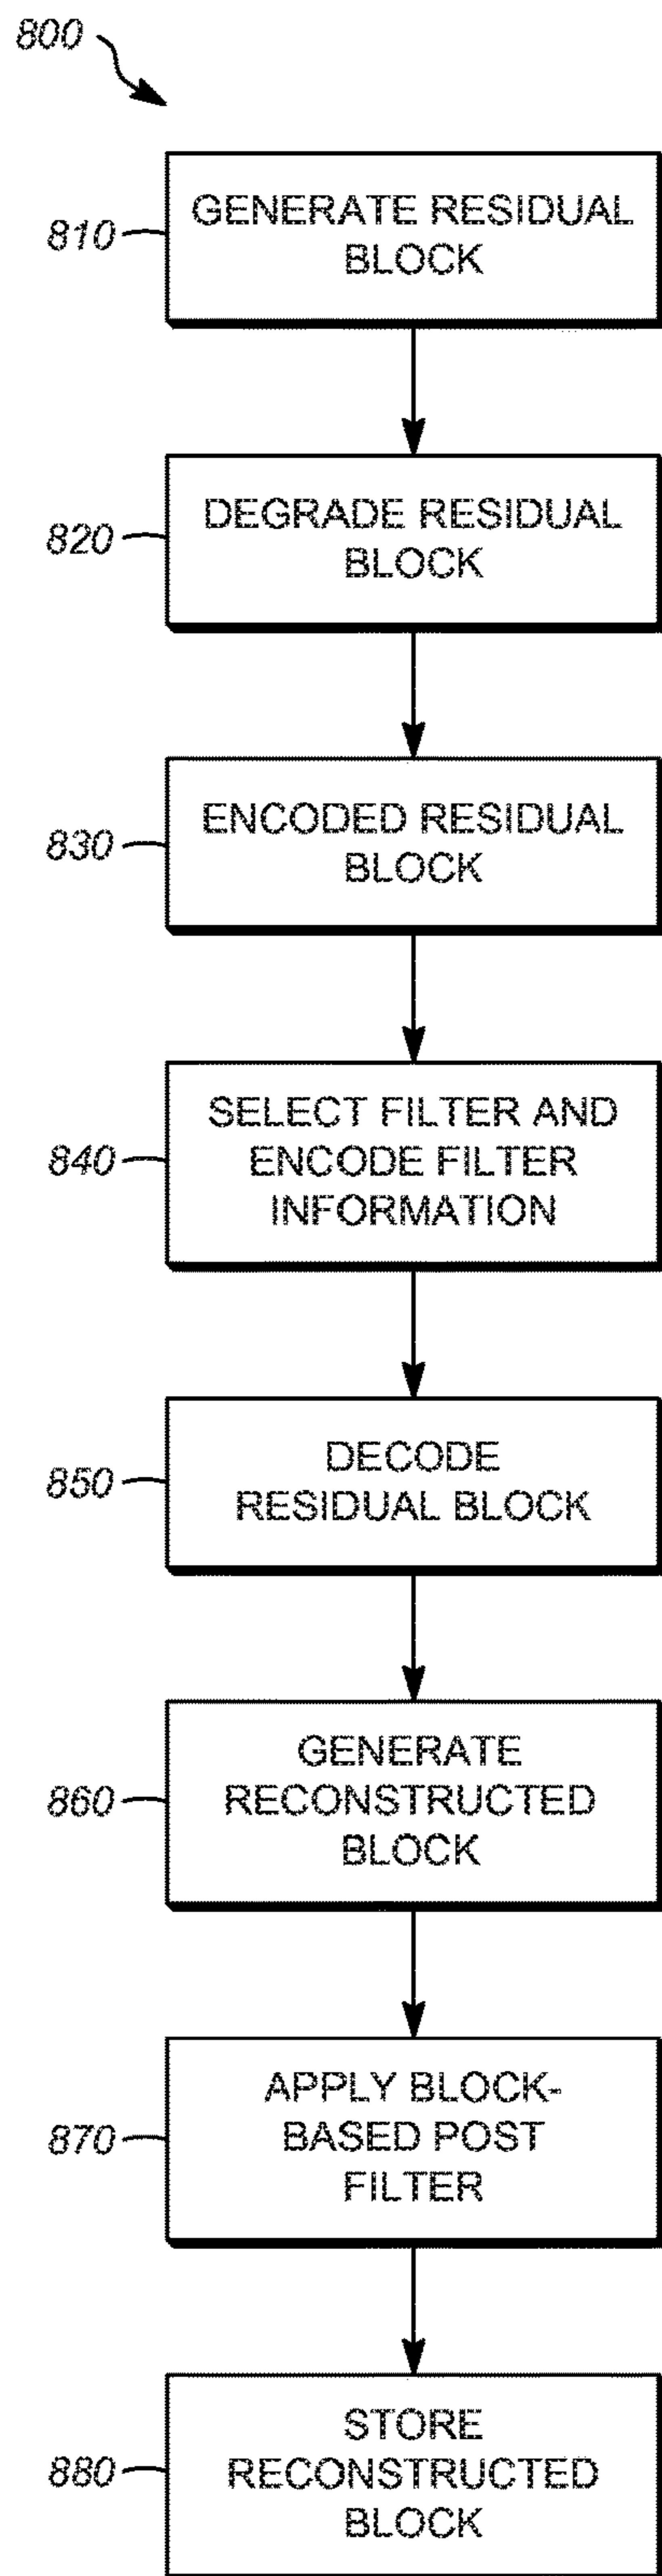 800
810
GENERATE RESIDUAL
BLOCK
820
DEGRADE RESIDUAL
BLOCK
830
ENCODED RESIDUAL
BLOCK
840
SELECT FILTER AND
ENCODE FILTER
INFORMATION
850
DECODE
RESIDUAL BLOCK
860
GENERATE
RECONSTRUCTED
BLOCK
870
APPLY BLOCK-
BASED POST
FILTER
880
STORE
RECONSTRUCTED
BLOCK